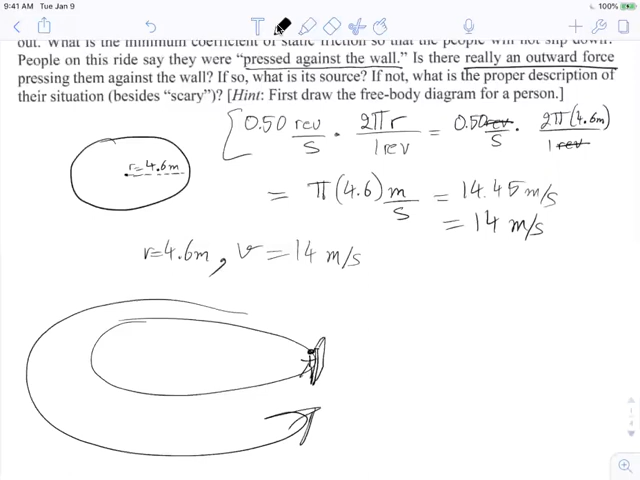 9:41 AM Tue Jan 9
100%
out. What is the minimum coefficient of static friction so that the people will not slip down?
People on this ride say they were “pressed against the wall.” Is there really an outward force
pressing them against the wall? If so, what is its source? If not, what is the proper description
of their situation (besides “scary”)? [Hint: First draw the free-body diagram for a person.]
[0.50 rev/s · 2πr/1 rev = 0.50 rev/s · 2π(4.6m)/1 rev
r=4.6m
= π(4.6) m/s = 14.45 m/s
= 14 m/s
r=4.6m, v = 14 m/s